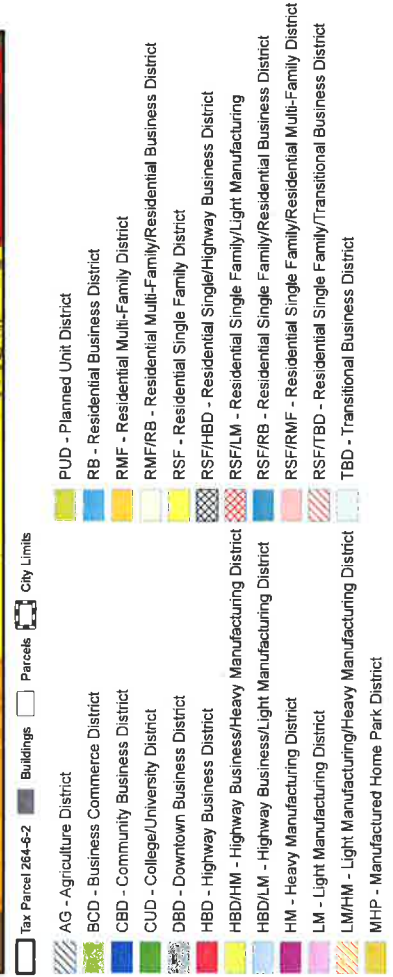 Tax Parcel 264-6-2 Buildings Parcels City Limits
AG - Agriculture District
BCD - Business Commerce District
CBD - Community Business District
CUD - College/University District
DBD - Downtown Business District
HBD - Highway Business District
HBD/HM - Highway Business/Heavy Manufacturing District
HBD/LM - Highway Business/Light Manufacturing District
HM - Heavy Manufacturing District
LM - Light Manufacturing District
LM/HM - Light Manufacturing/Heavy Manufacturing District
MHP - Manufactured Home Park District
PUD - Planned Unit District
RB - Residential Business District
RMF - Residential Multi-Family District
RMF/RB - Residential Multi-Family/Residential Business District
RSF - Residential Single Family District
RSF/HBD - Residential Single/Highway Business District
RSF/LM - Residential Single Family/Light Manufacturing
RSF/RB - Residential Single Family/Residential Business District
RSF/RMF - Residential Single Family/Residential Multi-Family District
RSF/TBD - Residential Single Family/Transitional Business District
TBD - Transitional Business District